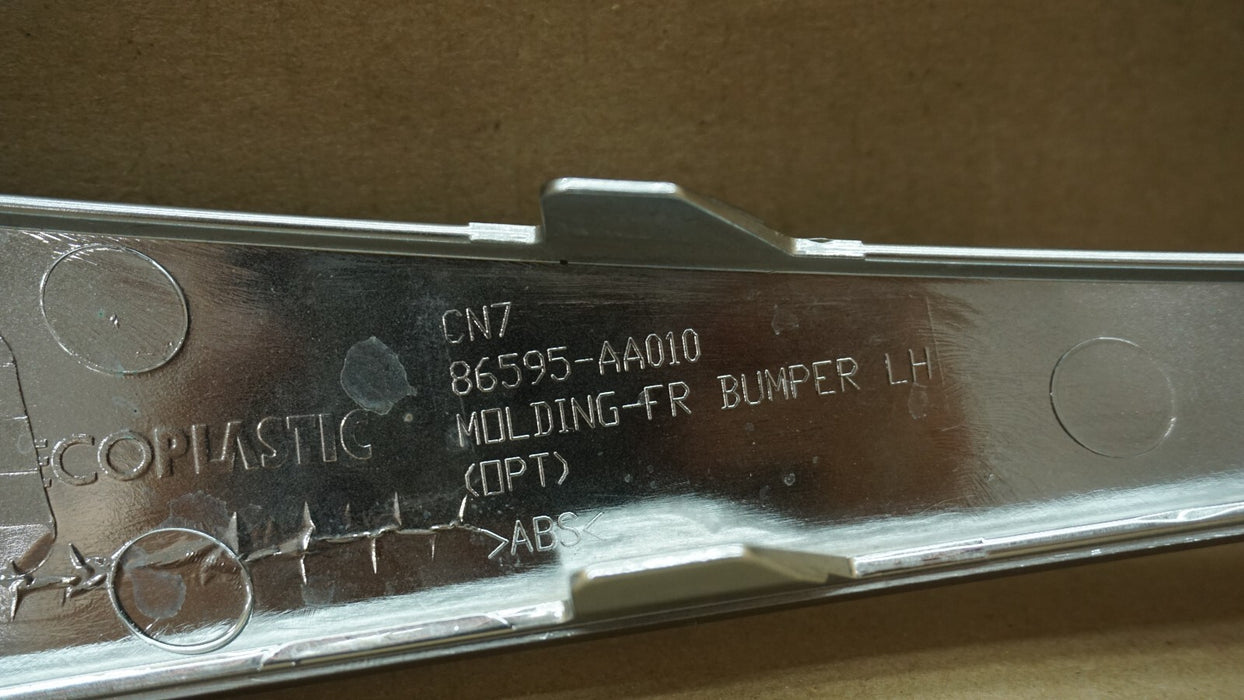 CN7
86595-AA010
MOLDING-FR BUMPER LH
(OPT)
>ABS<
ECOPLASTIC